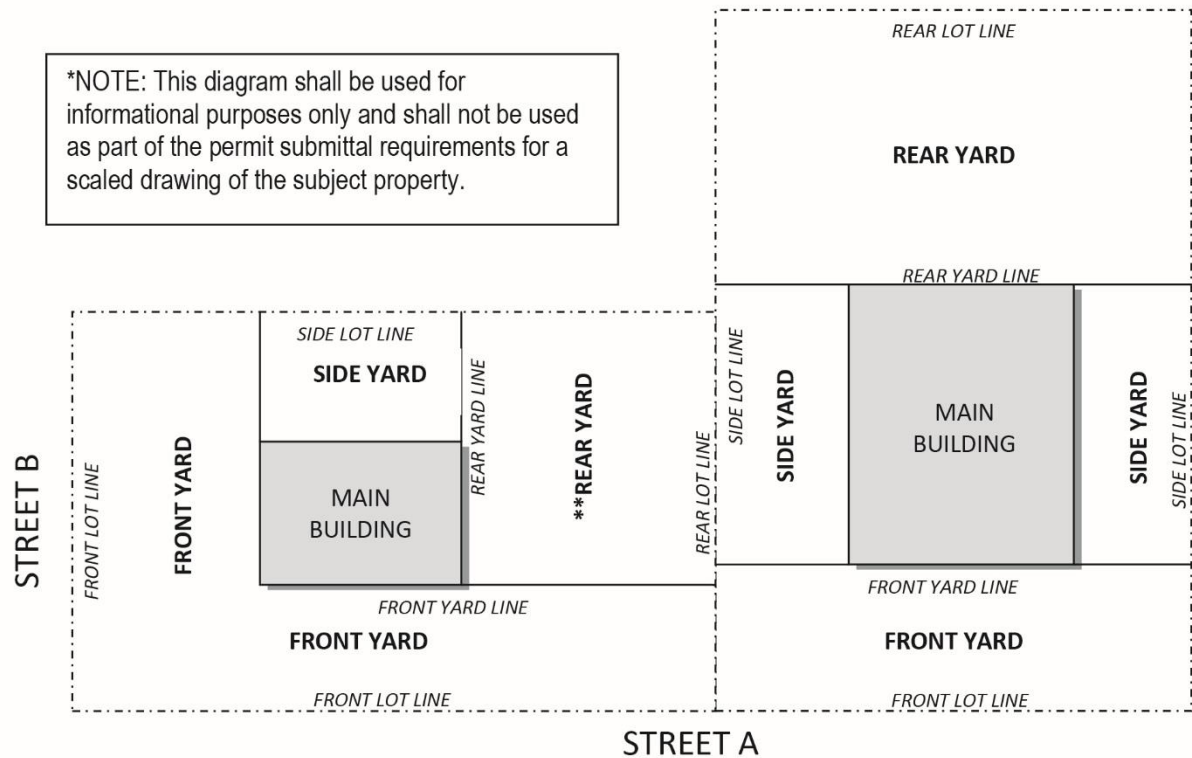 *NOTE: This diagram shall be used for
informational purposes only and shall not be used
as part of the permit submittal requirements for a
scaled drawing of the subject property.
REAR LOT LINE
REAR YARD
REAR YARD LINE
SIDE LOT LINE
SIDE YARD
MAIN
BUILDING
SIDE YARD
SIDE LOT LINE
FRONT YARD LINE
FRONT YARD
FRONT LOT LINE
STREET B
FRONT LOT LINE
FRONT YARD
SIDE LOT LINE
SIDE YARD
MAIN
BUILDING
REAR YARD LINE
**REAR YARD
REAR LOT LINE
FRONT YARD LINE
FRONT YARD
FRONT LOT LINE
STREET A